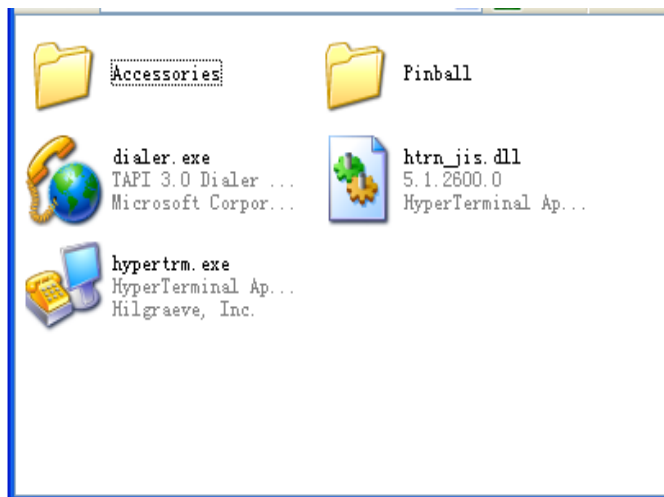 Accessories
Pinball
dialer.exe
TAPI 3.0 Dialer ...
Microsoft Corpor...
htrn_jis.dll
5.1.2600.0
HyperTerminal Ap...
hypertrm.exe
HyperTerminal Ap...
Hilgraeve, Inc.